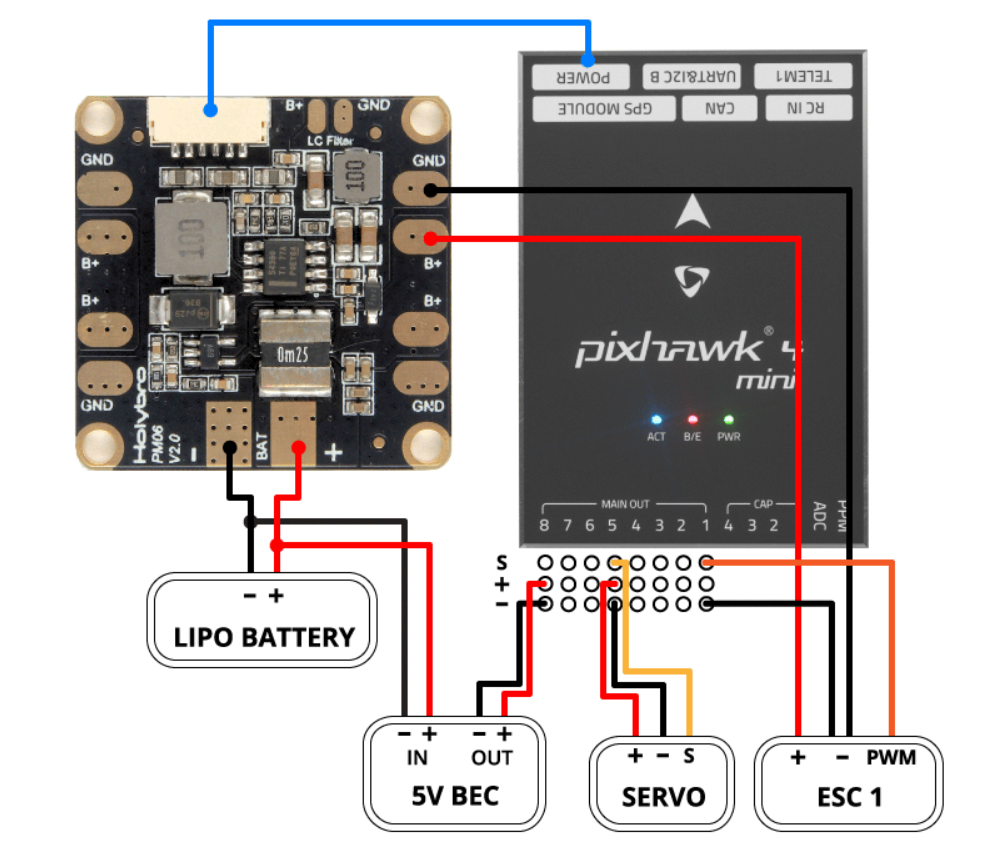 B+
GND
LC Filter
GND
GND
100
100
B+
B+
B+
B+
0m25
GND
GND
Holybro
PM06
V2.0
-
BAT
+
POWER
UART&I2C B
TELEM1
GPS MODULE
CAN
RC IN
pixhawk® 4
mini
ACT
B/E
PWR
MAIN OUT
CAP
8 7 6 5 4 3 2 1
4 3 2
ADC
PPM
S
+
-
- +
LIPO BATTERY
- + - +
IN OUT
5V BEC
+ - S
SERVO
+ - PWM
ESC 1